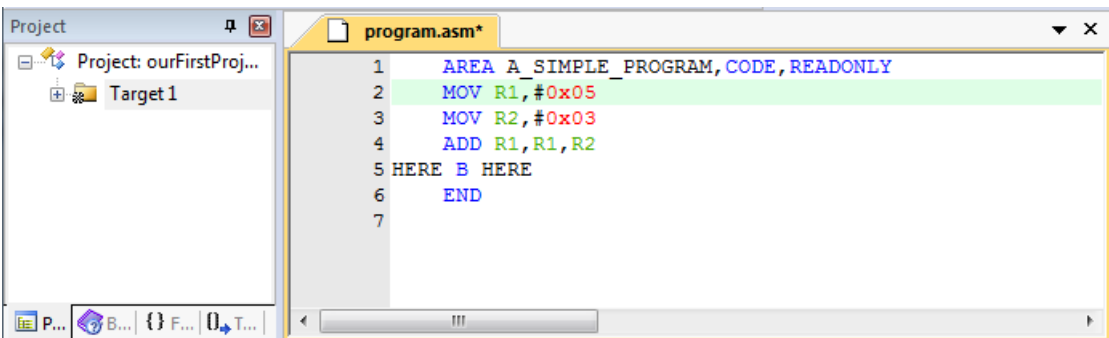 Project
Project: ourFirstProj...
Target 1
P...
B...
{} F...
T...
program.asm*
1 AREA A_SIMPLE_PROGRAM,CODE,READONLY
2 MOV R1,#0x05
3 MOV R2,#0x03
4 ADD R1,R1,R2
5 HERE B HERE
6 END
7